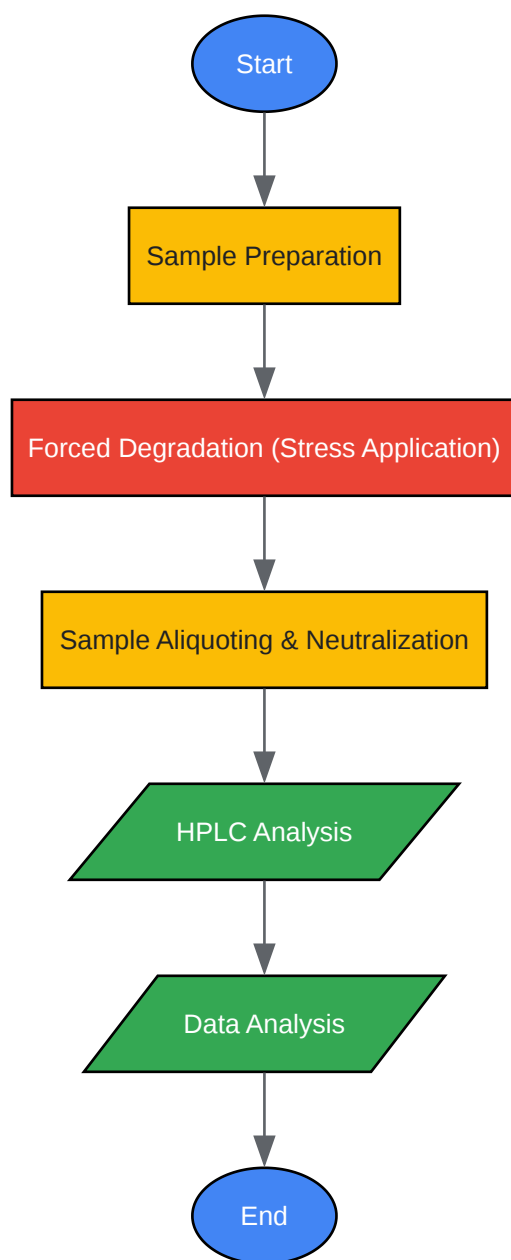 Start
Sample Preparation
Forced Degradation (Stress Application)
Sample Aliquoting & Neutralization
HPLC Analysis
Data Analysis
End